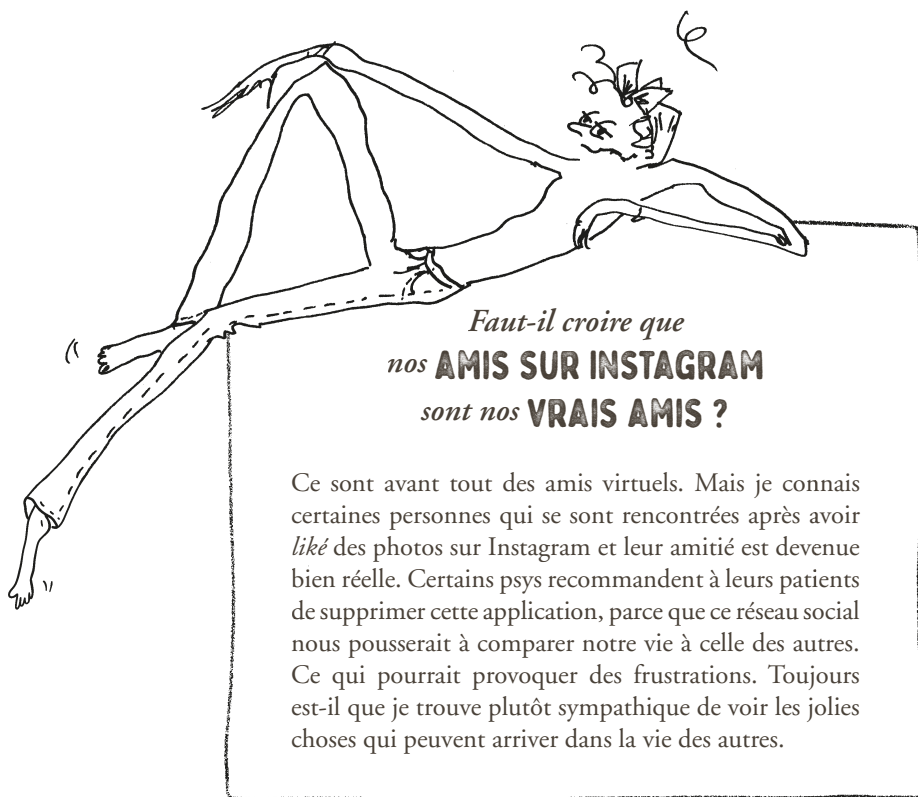 Faut-il croire que
nos AMIS SUR INSTAGRAM
sont nos VRAIS AMIS ?
Ce sont avant tout des amis virtuels. Mais je connais
certaines personnes qui se sont rencontrées après avoir
liké des photos sur Instagram et leur amitié est devenue
bien réelle. Certains psys recommandent à leurs patients
de supprimer cette application, parce que ce réseau social
nous pousserait à comparer notre vie à celle des autres.
Ce qui pourrait provoquer des frustrations. Toujours
est-il que je trouve plutôt sympathique de voir les jolies
choses qui peuvent arriver dans la vie des autres.